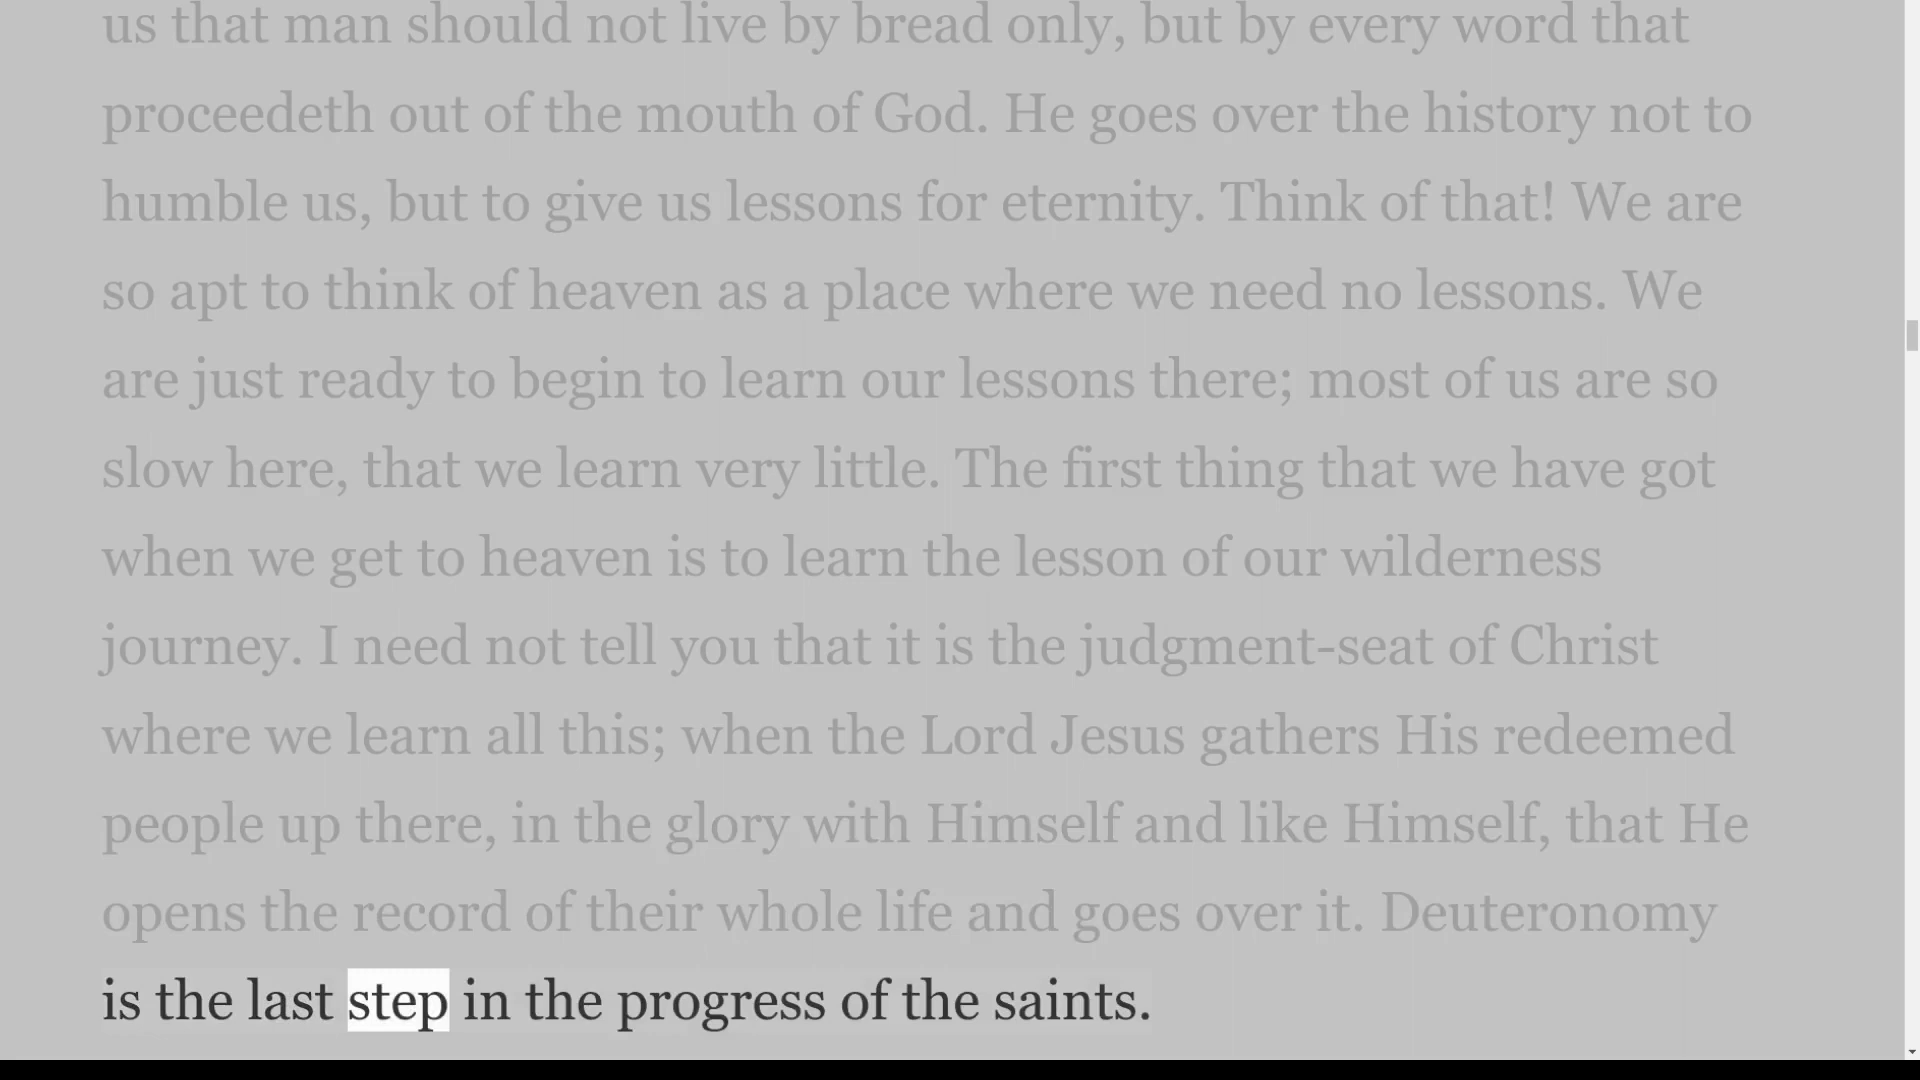 us that man should not live by bread only, but by every word that
proceedeth out of the mouth of God. He goes over the history not to
humble us, but to give us lessons for eternity. Think of that! We are
so apt to think of heaven as a place where we need no lessons. We
are just ready to begin to learn our lessons there; most of us are so
slow here, that we learn very little. The first thing that we have got
when we get to heaven is to learn the lesson of our wilderness
journey. I need not tell you that it is the judgment-seat of Christ
where we learn all this; when the Lord Jesus gathers His redeemed
people up there, in the glory with Himself and like Himself, that He
opens the record of their whole life and goes over it. Deuteronomy
is the last step in the progress of the saints.